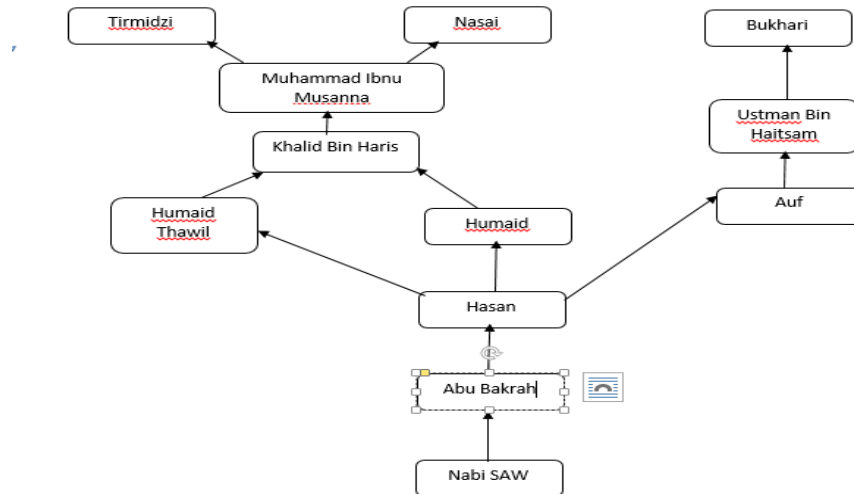 Tirmidzi
Nasai
Bukhari
Muhammad Ibnu
Musanna
Ustman Bin
Haitsam
Khalid Bin Haris
Humaid
Thawil
Humaid
Auf
Hasan
Abu Bakrah
Nabi SAW